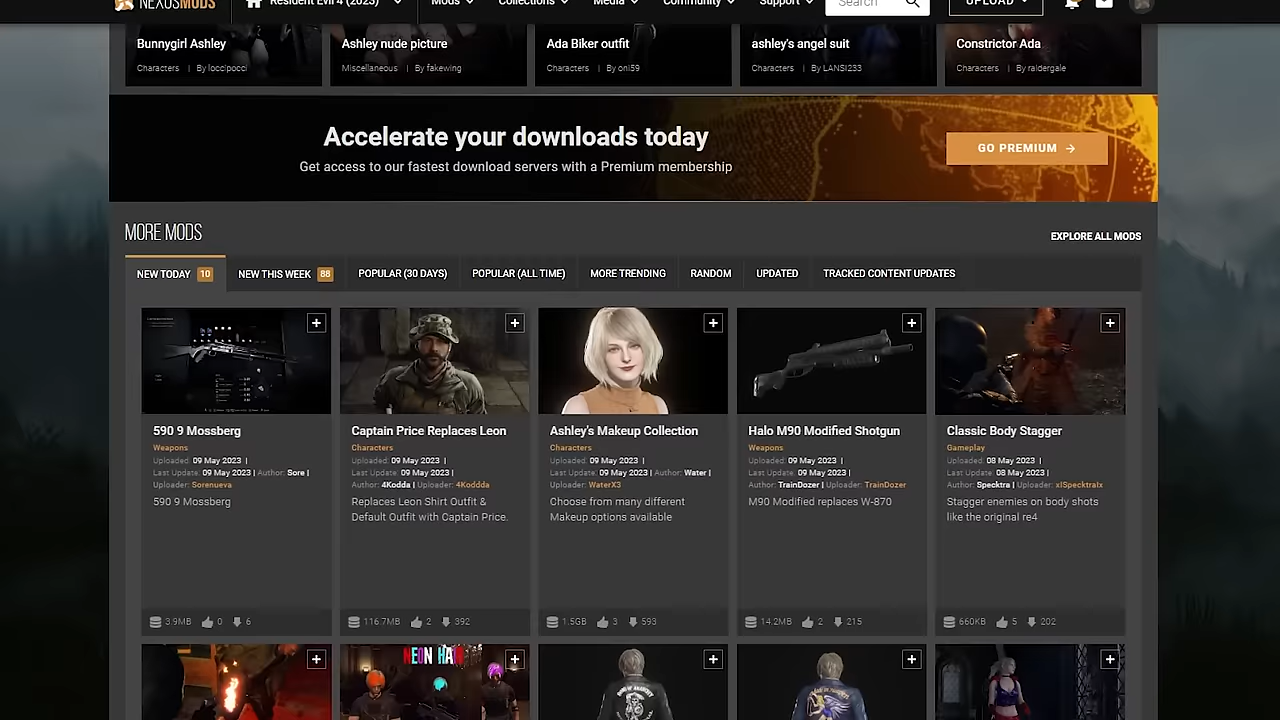 NEXUSMODS Resident Evil 4 (2023) Mods Collections Media Community Support Search UPLOAD
Bunnygirl Ashley Ashley nude picture Ada Biker outfit ashley's angel suit Constrictor Ada
Characters | By loccipocci Miscellaneous | By fakewing Characters | By oni59 Characters | By LANSI233 Characters | By raidergale
Accelerate your downloads today
Get access to our fastest download servers with a Premium membership
GO PREMIUM
MORE MODS
EXPLORE ALL MODS
NEW TODAY 10 NEW THIS WEEK 88 POPULAR (30 DAYS) POPULAR (ALL TIME) MORE TRENDING RANDOM UPDATED TRACKED CONTENT UPDATES
590 9 Mossberg
Weapons
Uploaded: 09 May 2023 |
Last Update: 09 May 2023 | Author: Sore |
Uploader: Sorenueva
590 9 Mossberg
3.9MB 0 6
Captain Price Replaces Leon
Characters
Uploaded: 09 May 2023 |
Last Update: 09 May 2023 |
Author: 4Kodda | Uploader: 4Koddda
Replaces Leon Shirt Outfit &
Default Outfit with Captain Price.
116.7MB 2 392
Ashley's Makeup Collection
Characters
Uploaded: 09 May 2023 |
Last Update: 09 May 2023 | Author: Water |
Uploader: WaterX3
Choose from many different
Makeup options available
1.5GB 3 593
Halo M90 Modified Shotgun
Weapons
Uploaded: 09 May 2023 |
Last Update: 09 May 2023 |
Author: TrainDozer | Uploader: TrainDozer
M90 Modified replaces W-870
14.2MB 2 215
Classic Body Stagger
Gameplay
Uploaded: 08 May 2023 |
Last Update: 08 May 2023 |
Author: Specktra | Uploader: xISpecktraIx
Stagger enemies on body shots
like the original re4
660KB 5 202